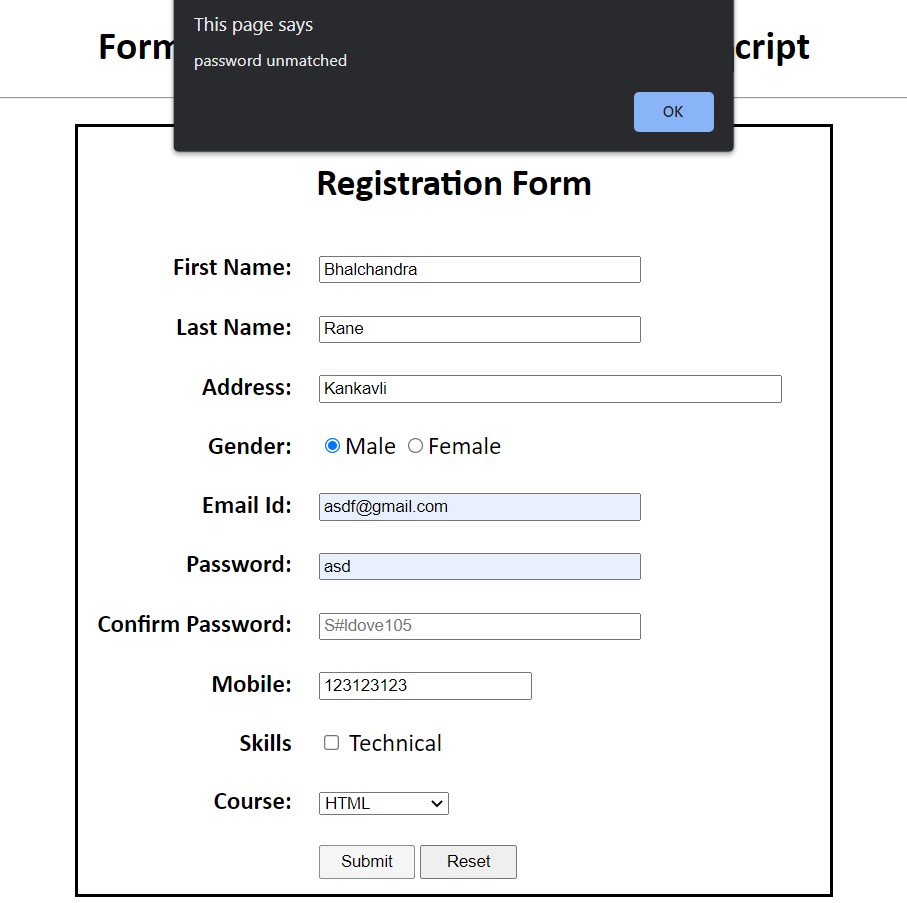 This page says
password unmatched
OK
Form cript
Registration Form
First Name: Bhalchandra
Last Name: Rane
Address: Kankavli
Gender: Male Female
Email Id: asdf@gmail.com
Password: asd
Confirm Password: S#ldove105
Mobile: 123123123
Skills Technical
Course: HTML
Submit Reset